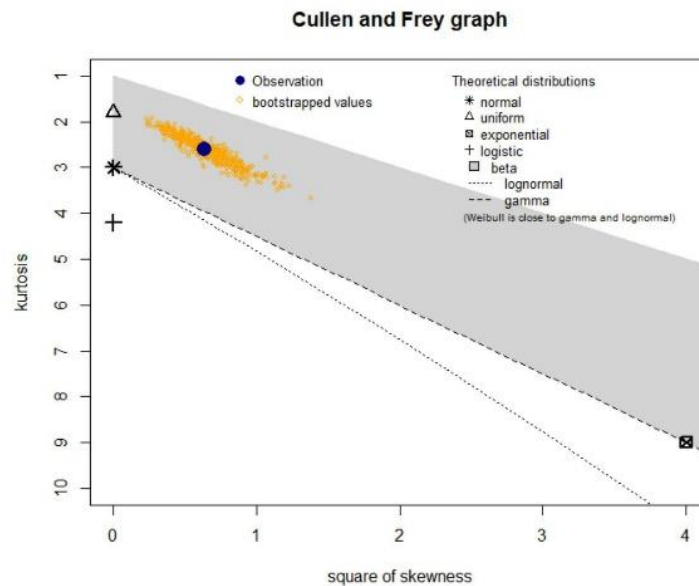 Cullen and Frey graph
Observation
bootstrapped values
Theoretical distributions
normal
uniform
exponential
logistic
beta
lognormal
gamma
(Weibull is close to gamma and lognormal)
kurtosis
1
2
3
4
5
6
7
8
9
10
0
1
2
3
4
square of skewness